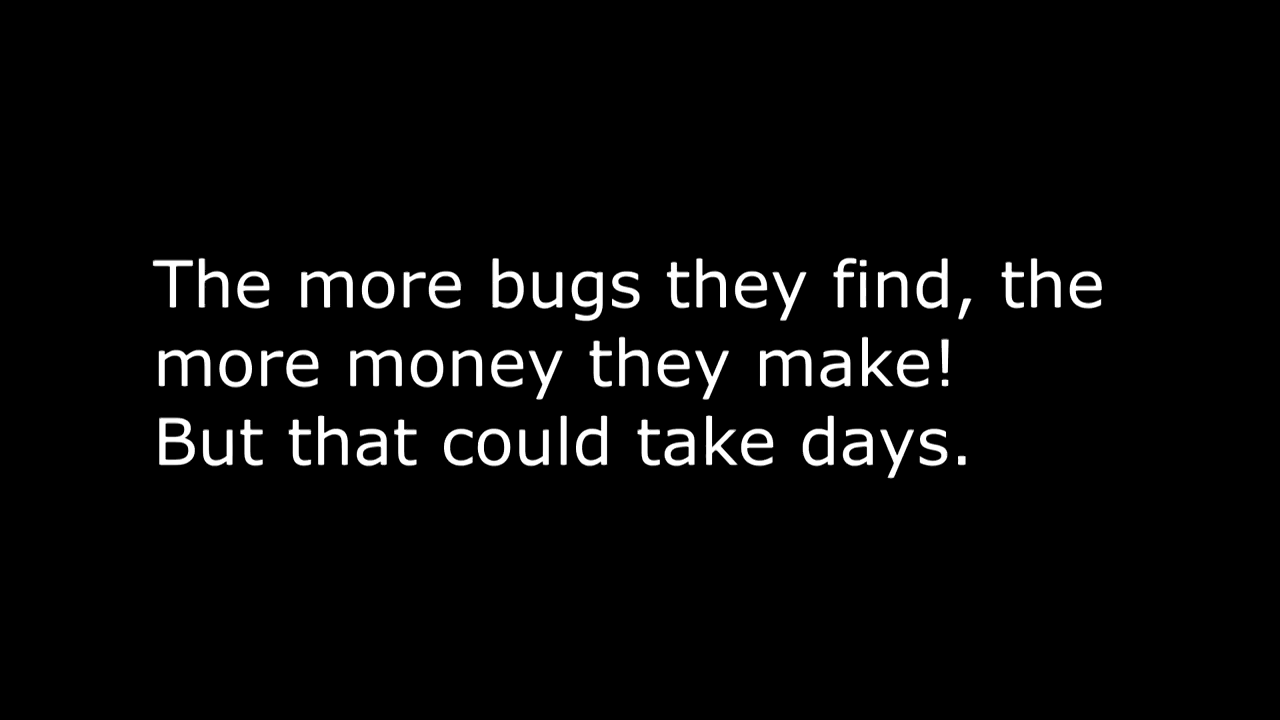 The more bugs they find, the
more money they make!
But that could take days.